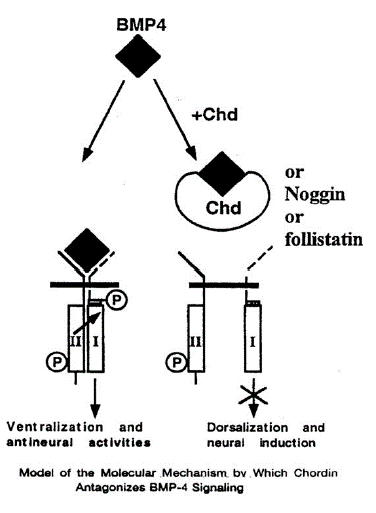 BMP4
+Chd
Chd
or
Noggin
or
follistatin
P
II
I
P
II
I
P
Ventralization and
antineural activities
Dorsalization and
neural induction
Model of the Molecular Mechanism by Which Chordin
Antagonizes BMP-4 Signaling